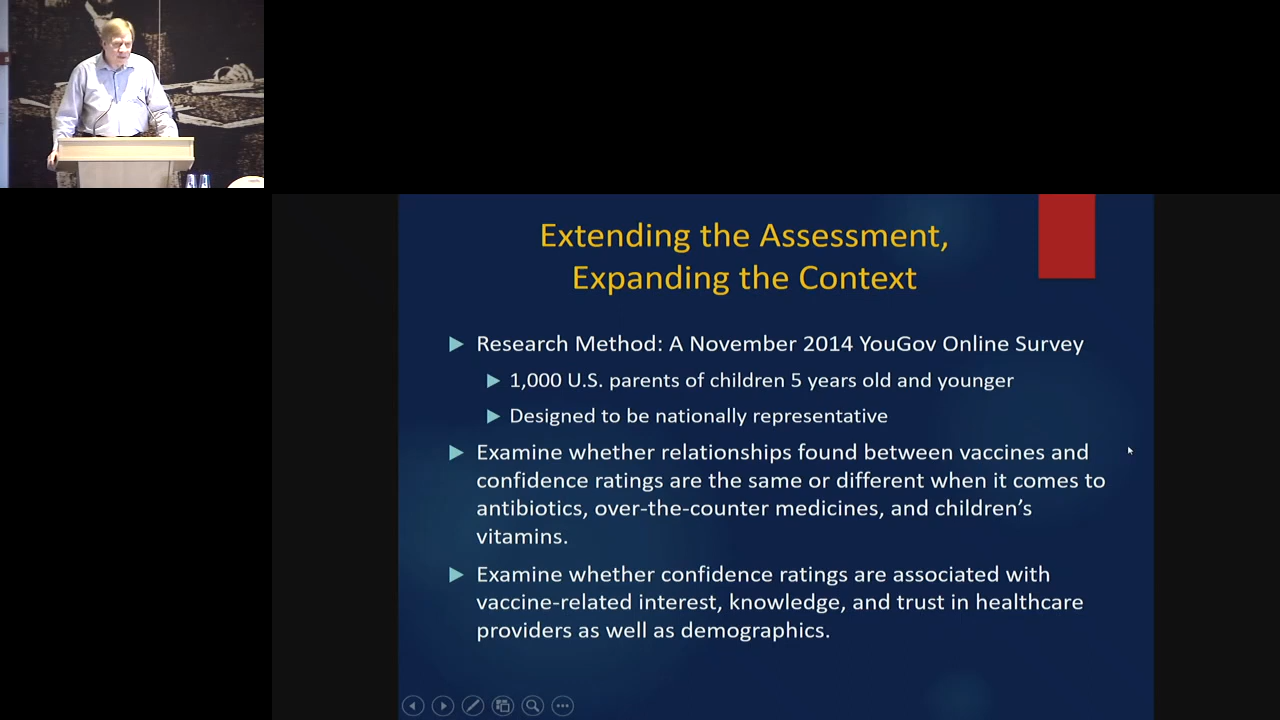 Extending the Assessment,
Expanding the Context
Research Method: A November 2014 YouGov Online Survey
1,000 U.S. parents of children 5 years old and younger
Designed to be nationally representative
Examine whether relationships found between vaccines and
confidence ratings are the same or different when it comes to
antibiotics, over-the-counter medicines, and children’s
vitamins.
Examine whether confidence ratings are associated with
vaccine-related interest, knowledge, and trust in healthcare
providers as well as demographics.